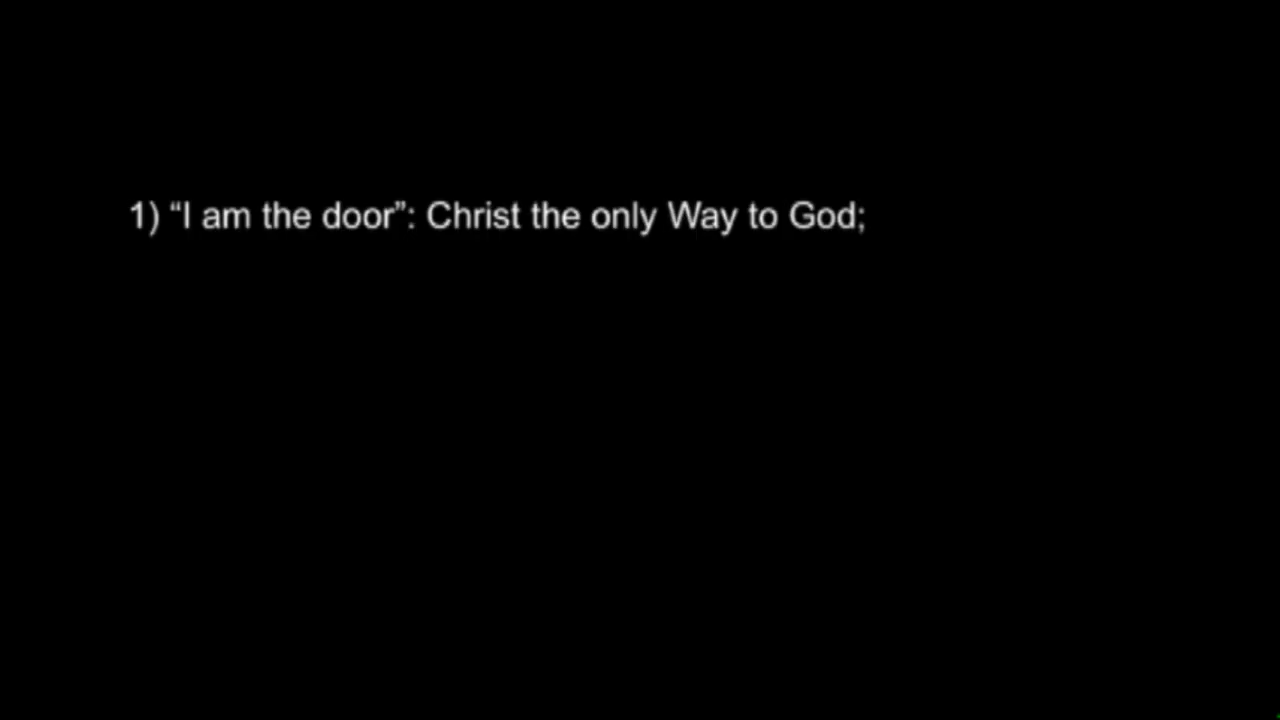 1) “I am the door”: Christ the only Way to God;